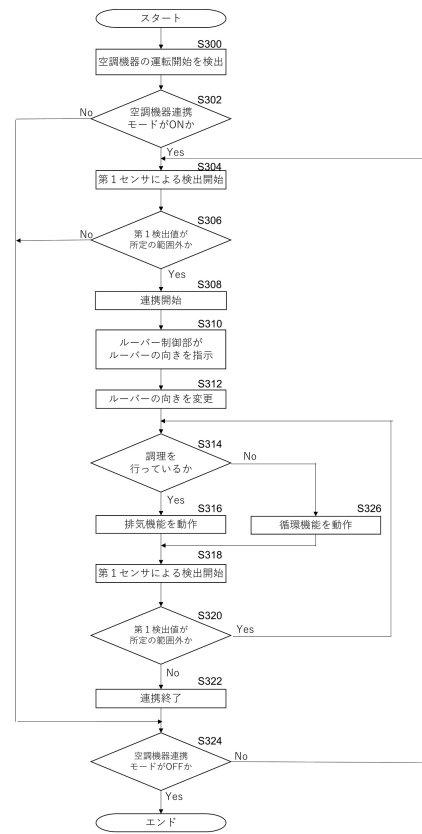 スタート
S300
空調機器の運転開始を検出
S302
空調機器連携
モードがONか
No
Yes
S304
第1センサによる検出開始
S306
第1検出値が
所定の範囲外か
No
Yes
S308
連携開始
S310
ルーバー制御部が
ルーバーの向きを指示
S312
ルーバーの向きを変更
S314
調理を
行っているか
No
Yes
S316
排気機能を動作
S326
循環機能を動作
S318
第1センサによる検出開始
S320
第1検出値が
所定の範囲外か
Yes
No
S322
連携終了
S324
空調機器連携
モードがOFFか
No
Yes
エンド